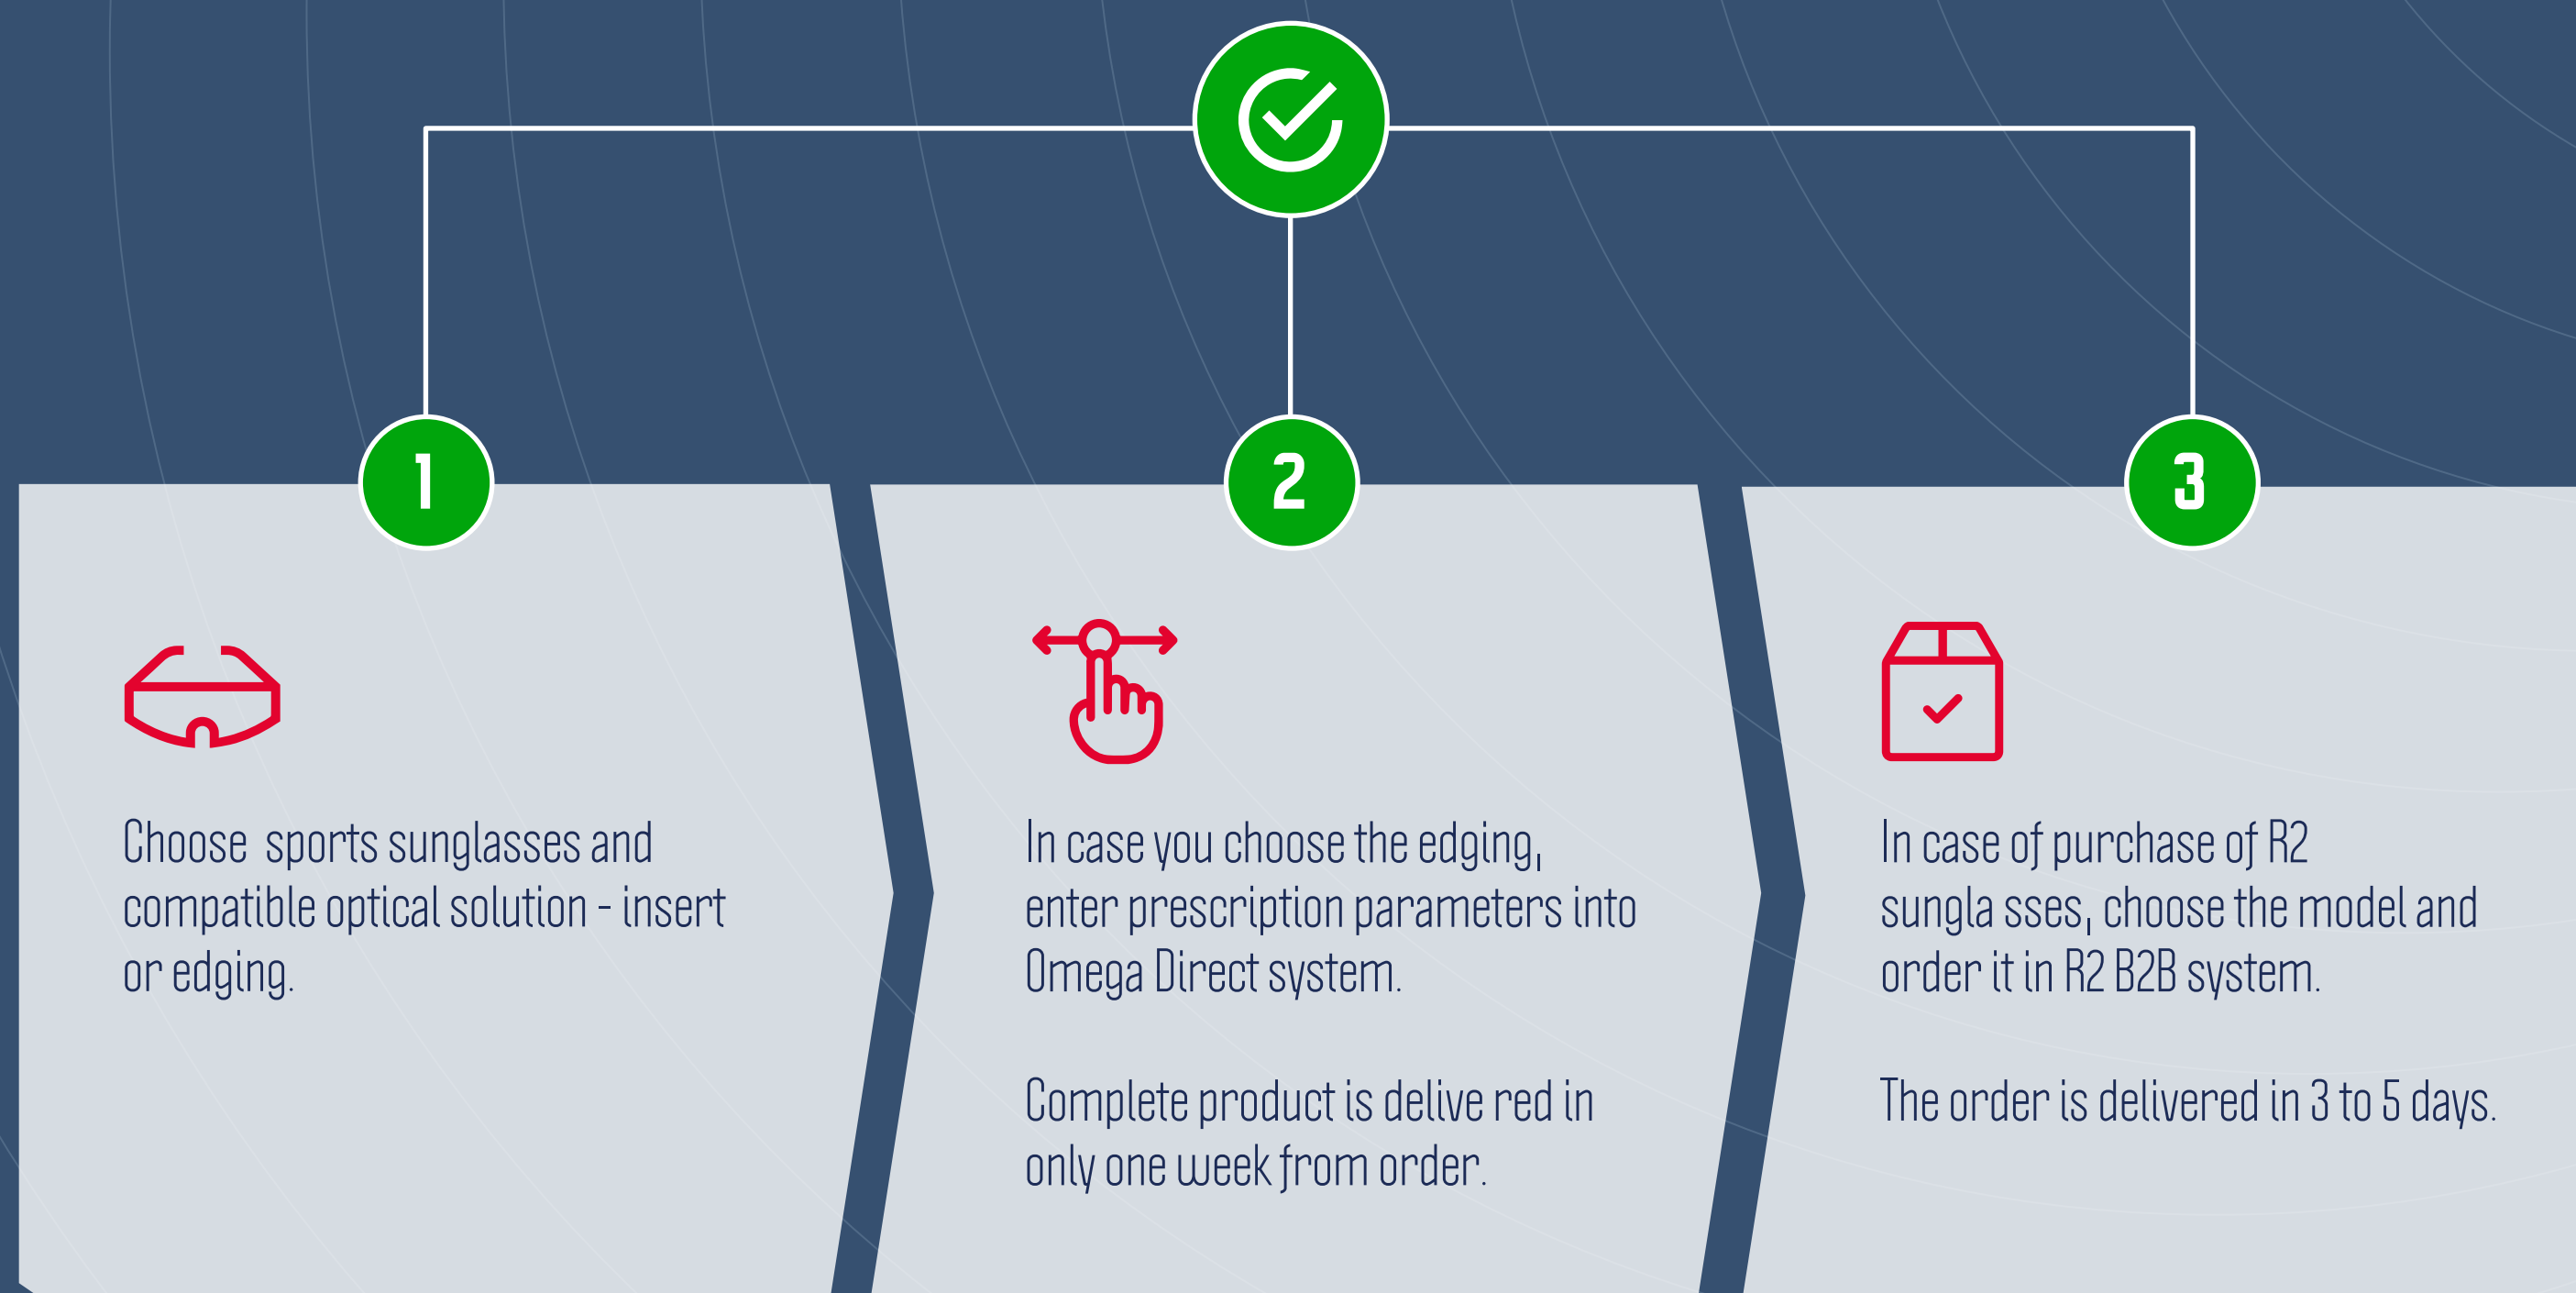 1
2
3
Choose  sports sunglasses and
compatible optical solution - insert
or edging.
In case you choose the edging,
enter prescription parameters into
Omega Direct system.
Complete product is delive red in
only one week from order.
In case of purchase of R2
sungla sses, choose the model and
order it in R2 B2B system.
The order is delivered in 3 to 5 days.